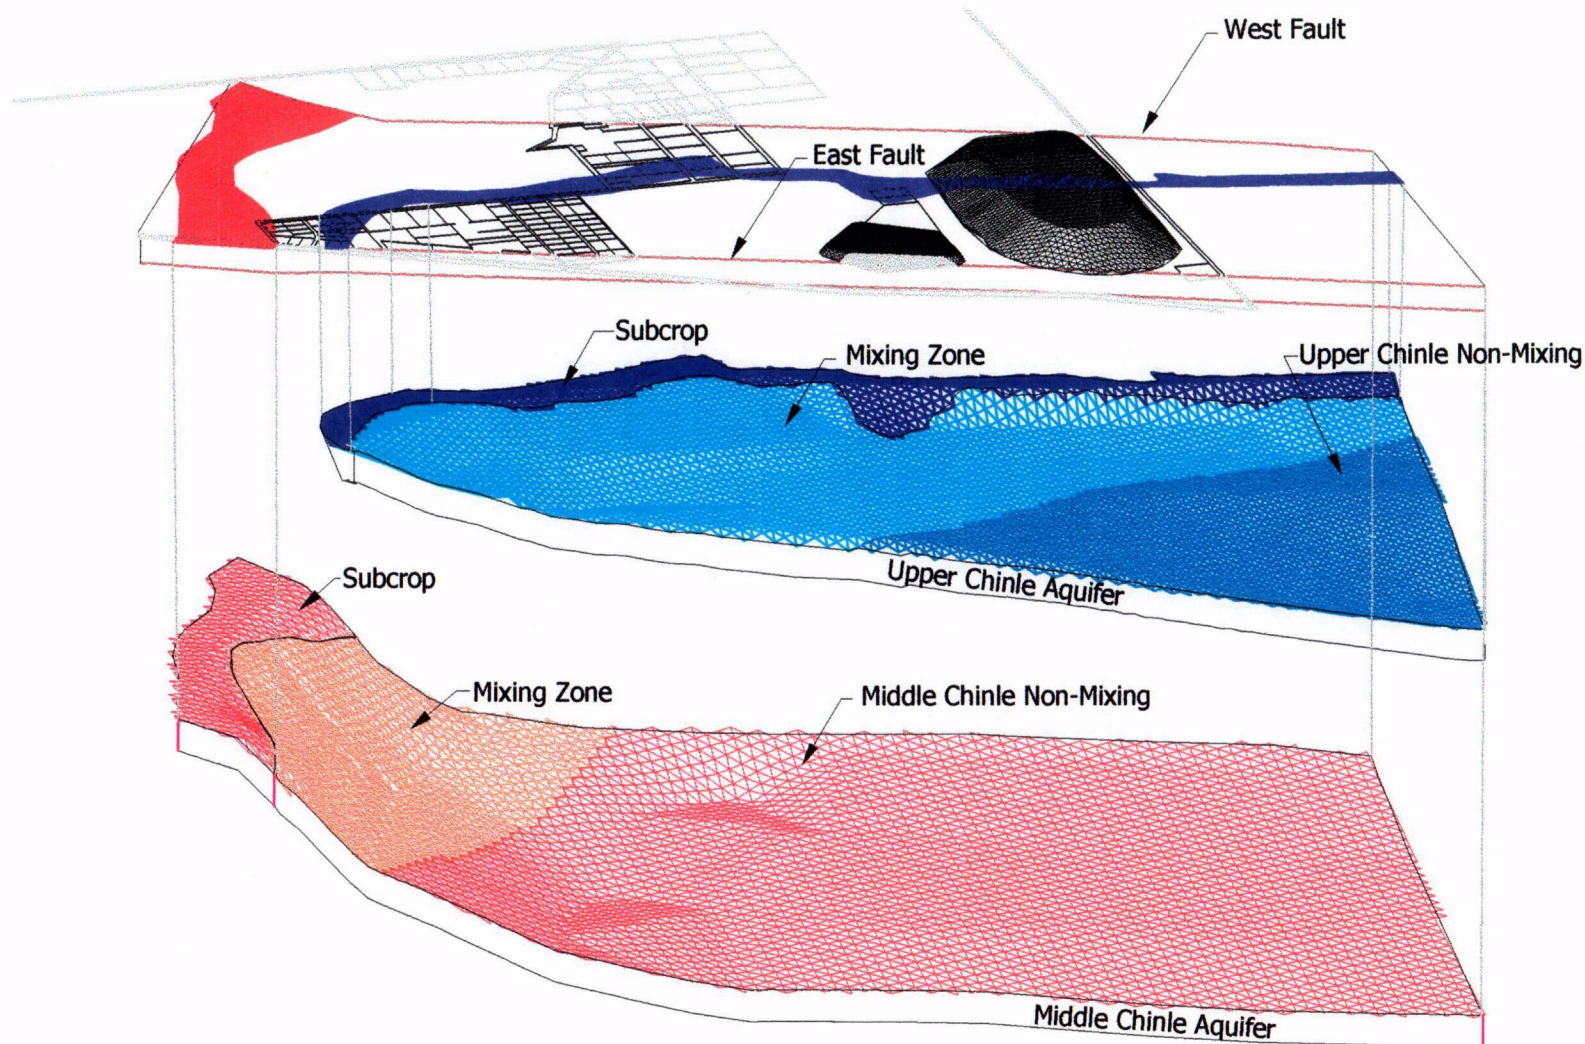 West Fault
East Fault
Subcrop
Mixing Zone
Upper Chinle Non-Mixing
Upper Chinle Aquifer
Subcrop
Mixing Zone
Middle Chinle Non-Mixing
Middle Chinle Aquifer